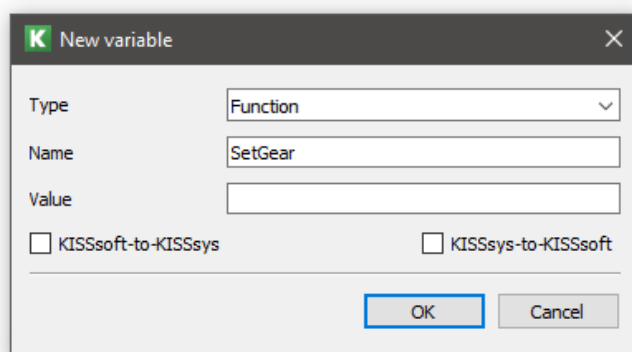 K New variable
Type Function
Name SetGear
Value
KISSsoft-to-KISSsys KISSsys-to-KISSsoft
OK Cancel